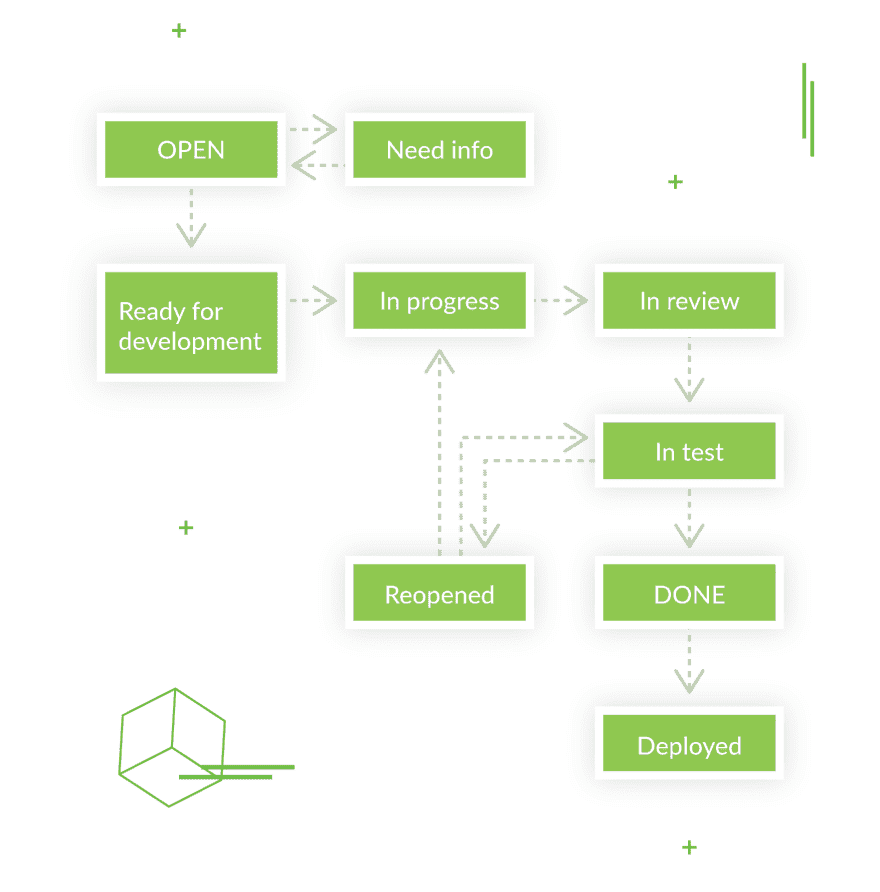 OPEN
Need info
Ready for
development
In progress
In review
In test
Reopened
DONE
Deployed